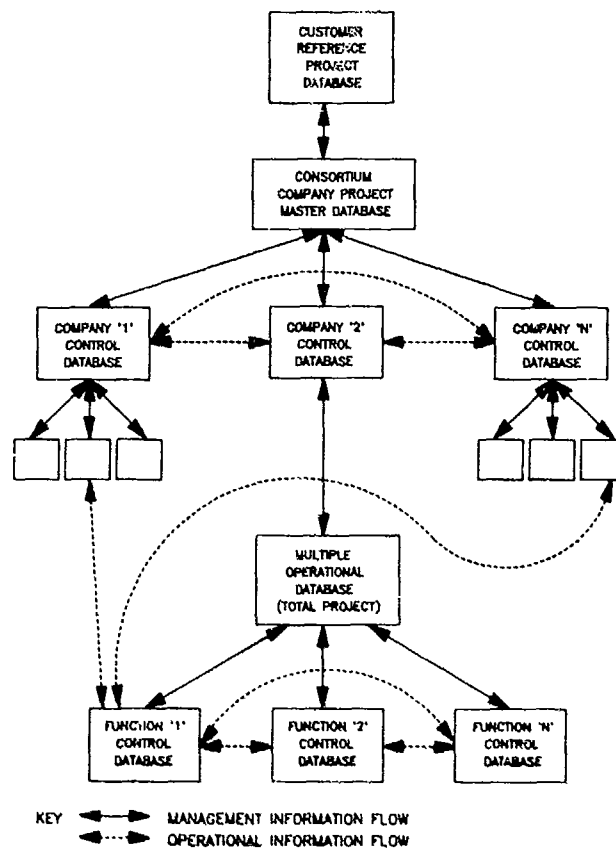 CUSTOMER
REFERENCE
PROJECT
DATABASE
CONSORTIUM
COMPANY PROJECT
MASTER DATABASE
COMPANY '1'
CONTROL
DATABASE
COMPANY '2'
CONTROL
DATABASE
COMPANY 'N'
CONTROL
DATABASE
MULTIPLE
OPERATIONAL
DATABASE
(TOTAL PROJECT)
FUNCTION '1'
CONTROL
DATABASE
FUNCTION '2'
CONTROL
DATABASE
FUNCTION 'N'
CONTROL
DATABASE
KEY MANAGEMENT INFORMATION FLOW
OPERATIONAL INFORMATION FLOW